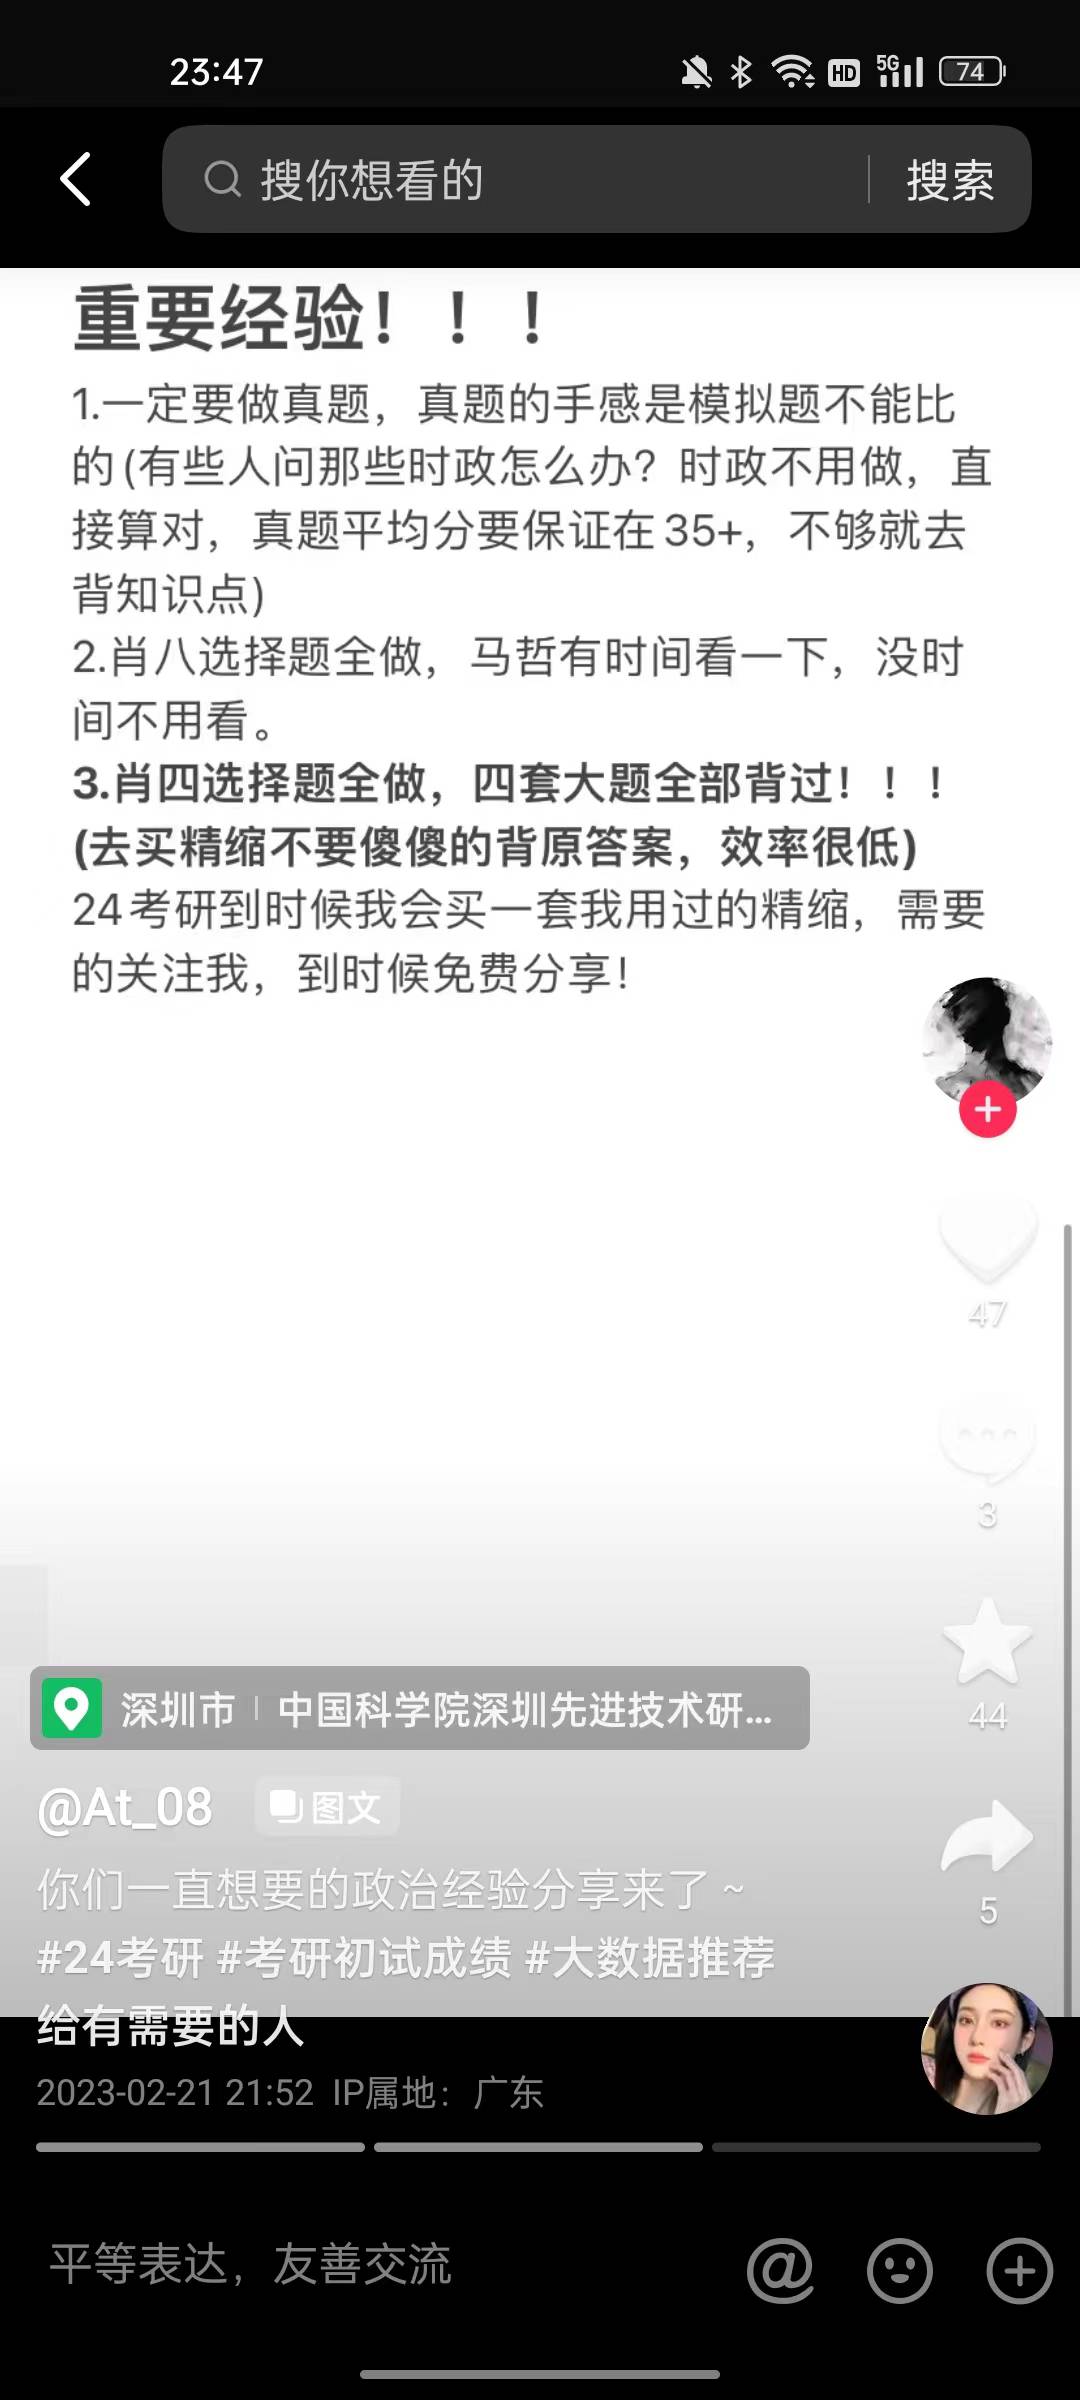 23:47
HD
5G
74
搜你想看的
搜索
重要经验！！！
1.一定要做真题，真题的手感是模拟题不能比
的(有些人问那些时政怎么办？时政不用做，直
接算对，真题平均分要保证在35+，不够就去
背知识点)
2.肖八选择题全做，马哲有时间看一下，没时
间不用看。
3.肖四选择题全做，四套大题全部背过！！！
(去买精缩不要傻傻的背原答案，效率很低)
24考研到时候我会买一套我用过的精缩，需要
的关注我，到时候免费分享！
47
3
44
5
深圳市 | 中国科学院深圳先进技术研...
@At_08 图文
你们一直想要的政治经验分享来了~
#24考研 #考研初试成绩 #大数据推荐
给有需要的人
2023-02-21 21:52 IP属地：广东
平等表达，友善交流
@